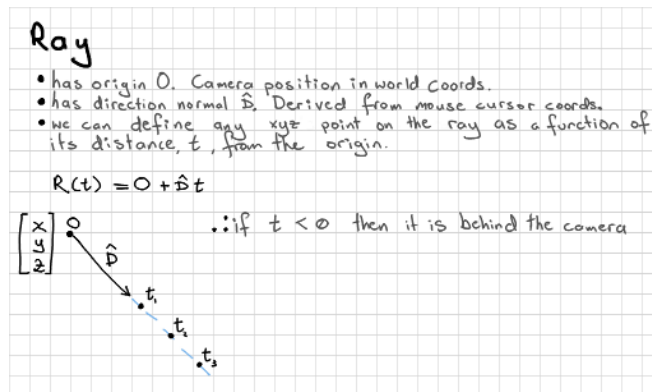 Ray
• has origin O. Camera position in world coords.
• has direction normal D̂. Derived from mouse cursor coords.
• we can define any xyz point on the ray as a function of
its distance, t, from the origin.
R(t) = O + D̂t
∴ if t < 0 then it is behind the camera
[x y z] O
D̂
t₁
t₂
t₃